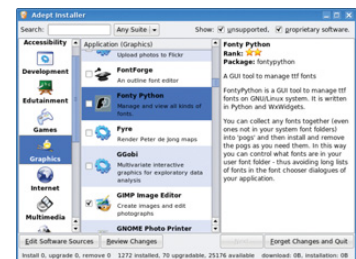 Adept Installer
Search: Any Suite Show: unsupported, proprietary software.
Accessibility
Development
Edutainment
Games
Graphics
Internet
Multimedia
Application (Graphics)
Upload photos to Flickr
FontForge
An outline font editor
Fonty Python
Manage and view all kinds of
fonts.
Fyre
Render Peter de Jong maps
GGobi
Multivariate interactive
graphics for exploratory data
analysis
GIMP Image Editor
Create images and edit
photographs
GNOME Photo Printer
Fonty Python
Rank:
Package: fontypython
A GUI tool to manage ttf fonts
FontyPython is a GUI tool to manage ttf
fonts on GNU/Linux system. It is written
in Python and WxWidgets.
You can collect any fonts together (even
ones not in your system font folders)
into 'pogs' and then install and remove
the pogs as you need them. In this way
you can control what fonts are in your
user font folder - thus avoiding long lists
of fonts in the font chooser dialogues of
your application.
Edit Software Sources Review Changes Forget Changes and Quit
Install 0, upgrade 0, remove 0 1272 installed, 70 upgradable, 25176 available download: 0B, installation: 0B